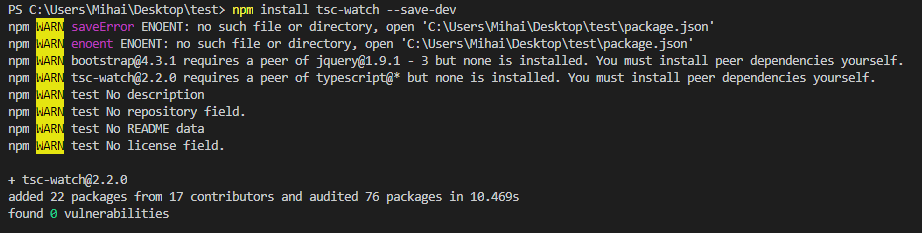 PS C:\Users\Mihai\Desktop\test> npm install tsc-watch --save-dev
npm WARN saveError ENOENT: no such file or directory, open 'C:\Users\Mihai\Desktop\test\package.json'
npm WARN enoent ENOENT: no such file or directory, open 'C:\Users\Mihai\Desktop\test\package.json'
npm WARN bootstrap@4.3.1 requires a peer of jquery@1.9.1 - 3 but none is installed. You must install peer dependencies yourself.
npm WARN tsc-watch@2.2.0 requires a peer of typescript@* but none is installed. You must install peer dependencies yourself.
npm WARN test No description
npm WARN test No repository field.
npm WARN test No README data
npm WARN test No license field.
+ tsc-watch@2.2.0
added 22 packages from 17 contributors and audited 76 packages in 10.469s
found 0 vulnerabilities